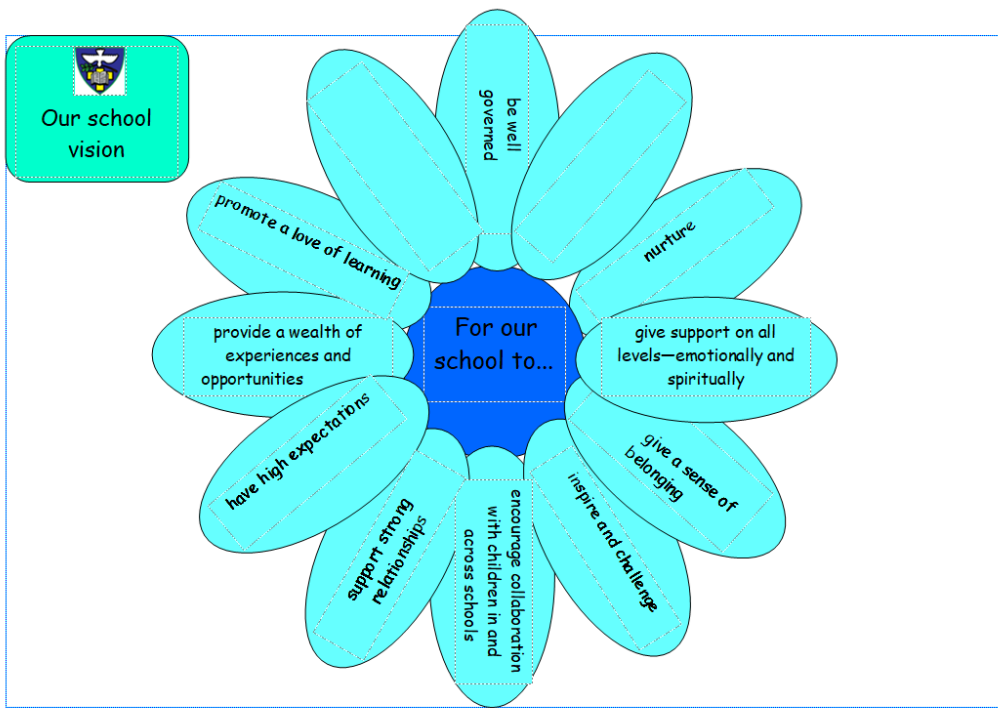 Our school
vision
For our
school to...
be well
governed
nurture
give support on all
levels—emotionally and
spiritually
give a sense of
belonging
inspire and challenge
encourage collaboration
with children in and
across schools
support strong
relationships
have high expectations
provide a wealth of
experiences and
opportunities
promote a love of learning